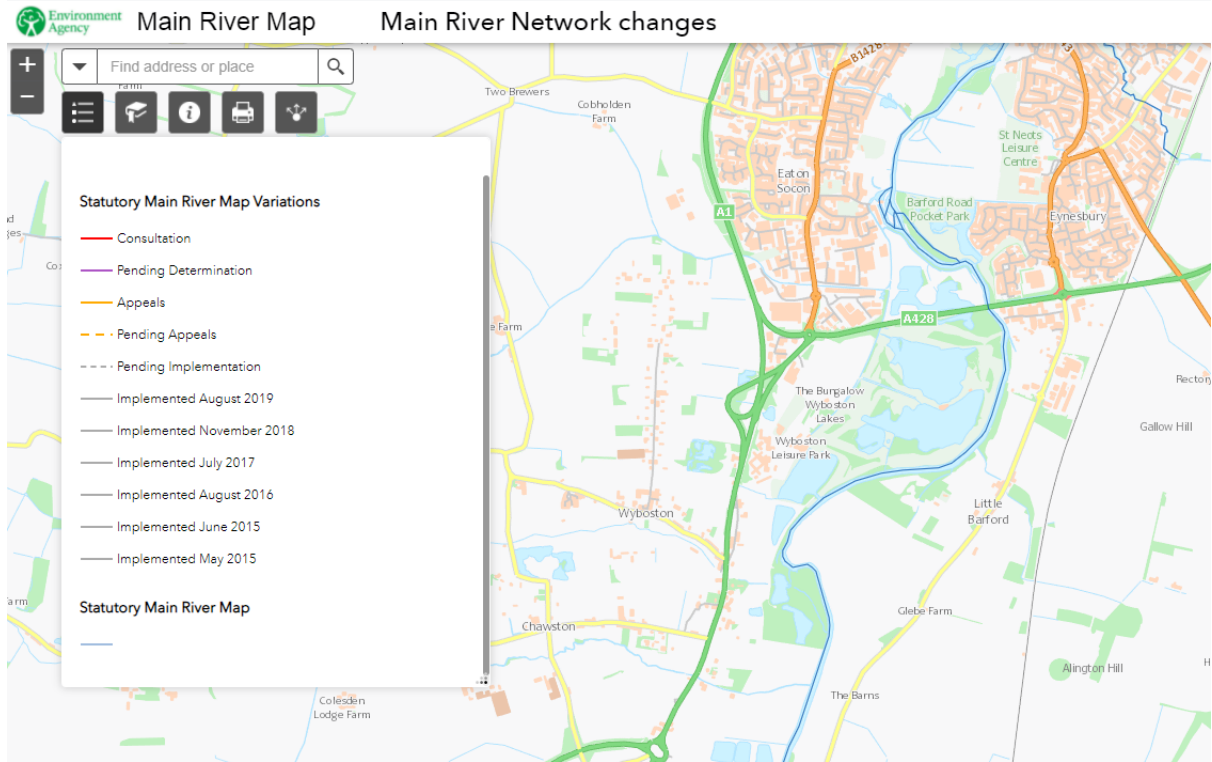 Environment
Agency
Main River Map
Main River Network changes
Find address or place
Statutory Main River Map Variations
Consultation
Pending Determination
Appeals
Pending Appeals
Pending Implementation
Implemented August 2019
Implemented November 2018
Implemented July 2017
Implemented August 2016
Implemented June 2015
Implemented May 2015
Statutory Main River Map
Two Brewers
Cobholden
Farm
St Neots
Leisure
Centre
Eaton
Socon
A1
Barford Road
Pocket Park
Eynesbury
A428
Farm
The Bungalow
Wyboston
Lakes
Wyboston
Leisure Park
Gallow Hill
Wyboston
Little
Barford
Glebe Farm
Chawston
Alington Hill
Colesden
Lodge Farm
The Barns